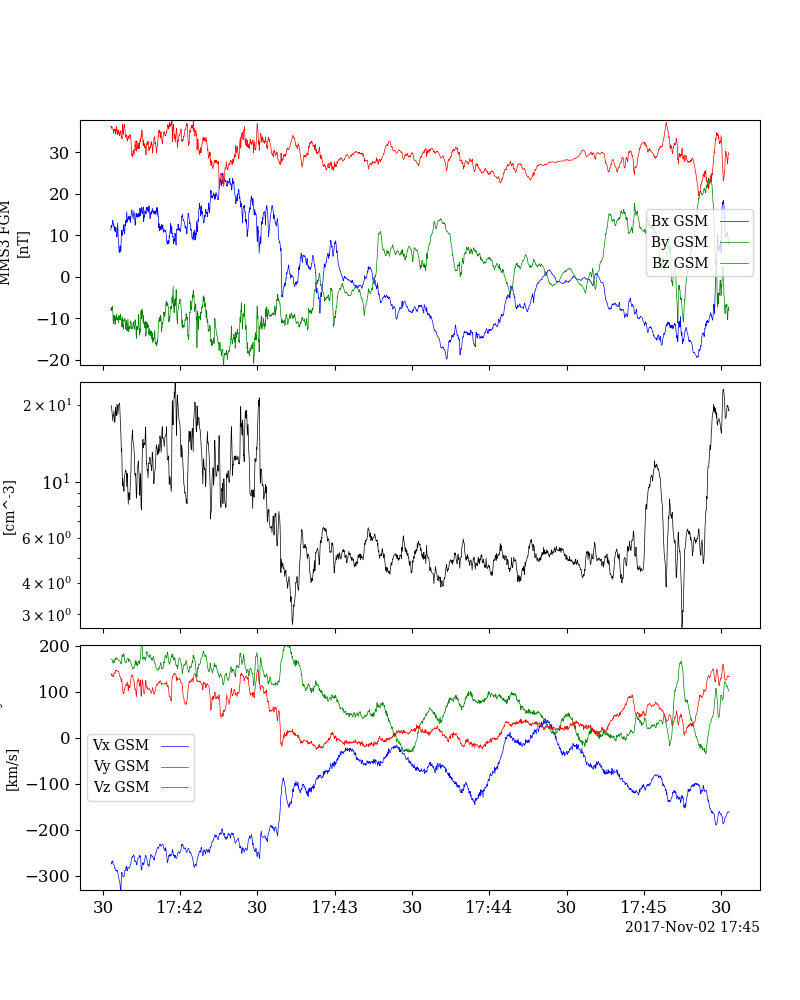 MMS3 FGM
[nT]
30
20
10
0
−10
−20
Bx GSM
By GSM
Bz GSM
[cm^-3]
2 × 10¹
10¹
6 × 10⁰
4 × 10⁰
3 × 10⁰
[km/s]
200
100
0
−100
−200
−300
Vx GSM
Vy GSM
Vz GSM
30 17:42 30 17:43 30 17:44 30 17:45 30
2017-Nov-02 17:45